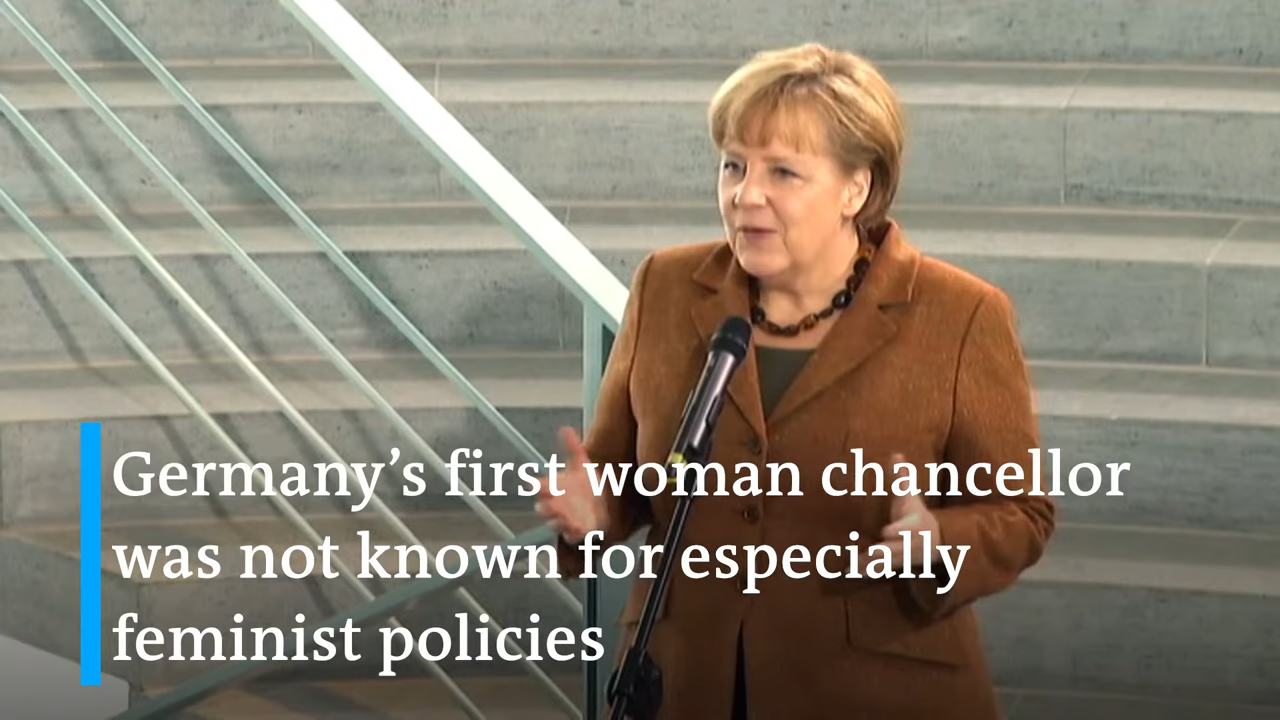 Germany’s first woman chancellor
was not known for especially
feminist policies